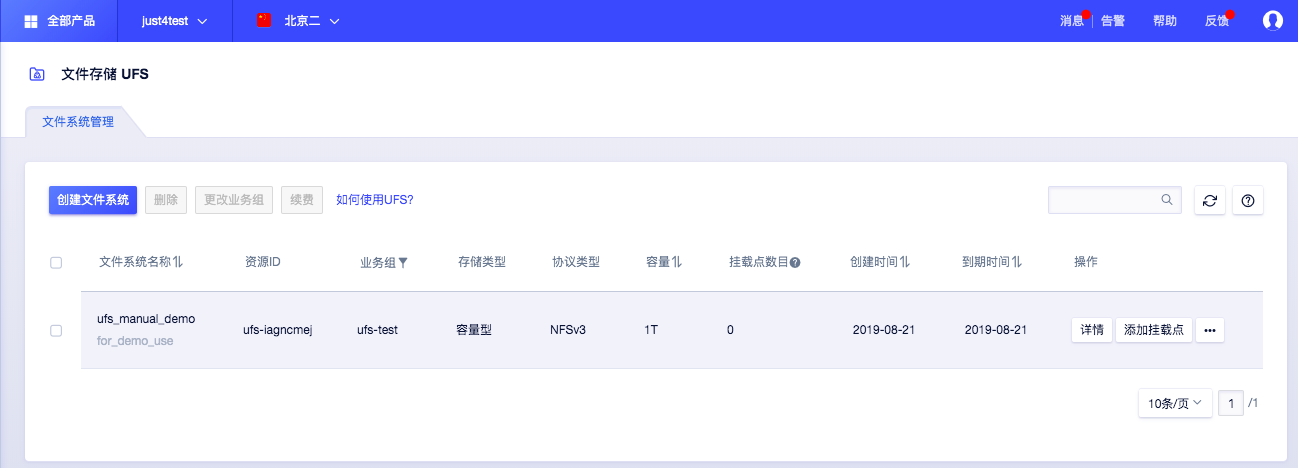 全部产品 just4test 北京二 消息 告警 帮助 反馈
文件存储 UFS
文件系统管理
创建文件系统 删除 更改业务组 续费 如何使用UFS?
文件系统名称 资源ID 业务组 存储类型 协议类型 容量 挂载点数目 创建时间 到期时间 操作
ufs_manual_demo ufs-iagncmej ufs-test 容量型 NFSv3 1T 0 2019-08-21 2019-08-21 详情 添加挂载点 •••
for_demo_use
10条/页 1 /1